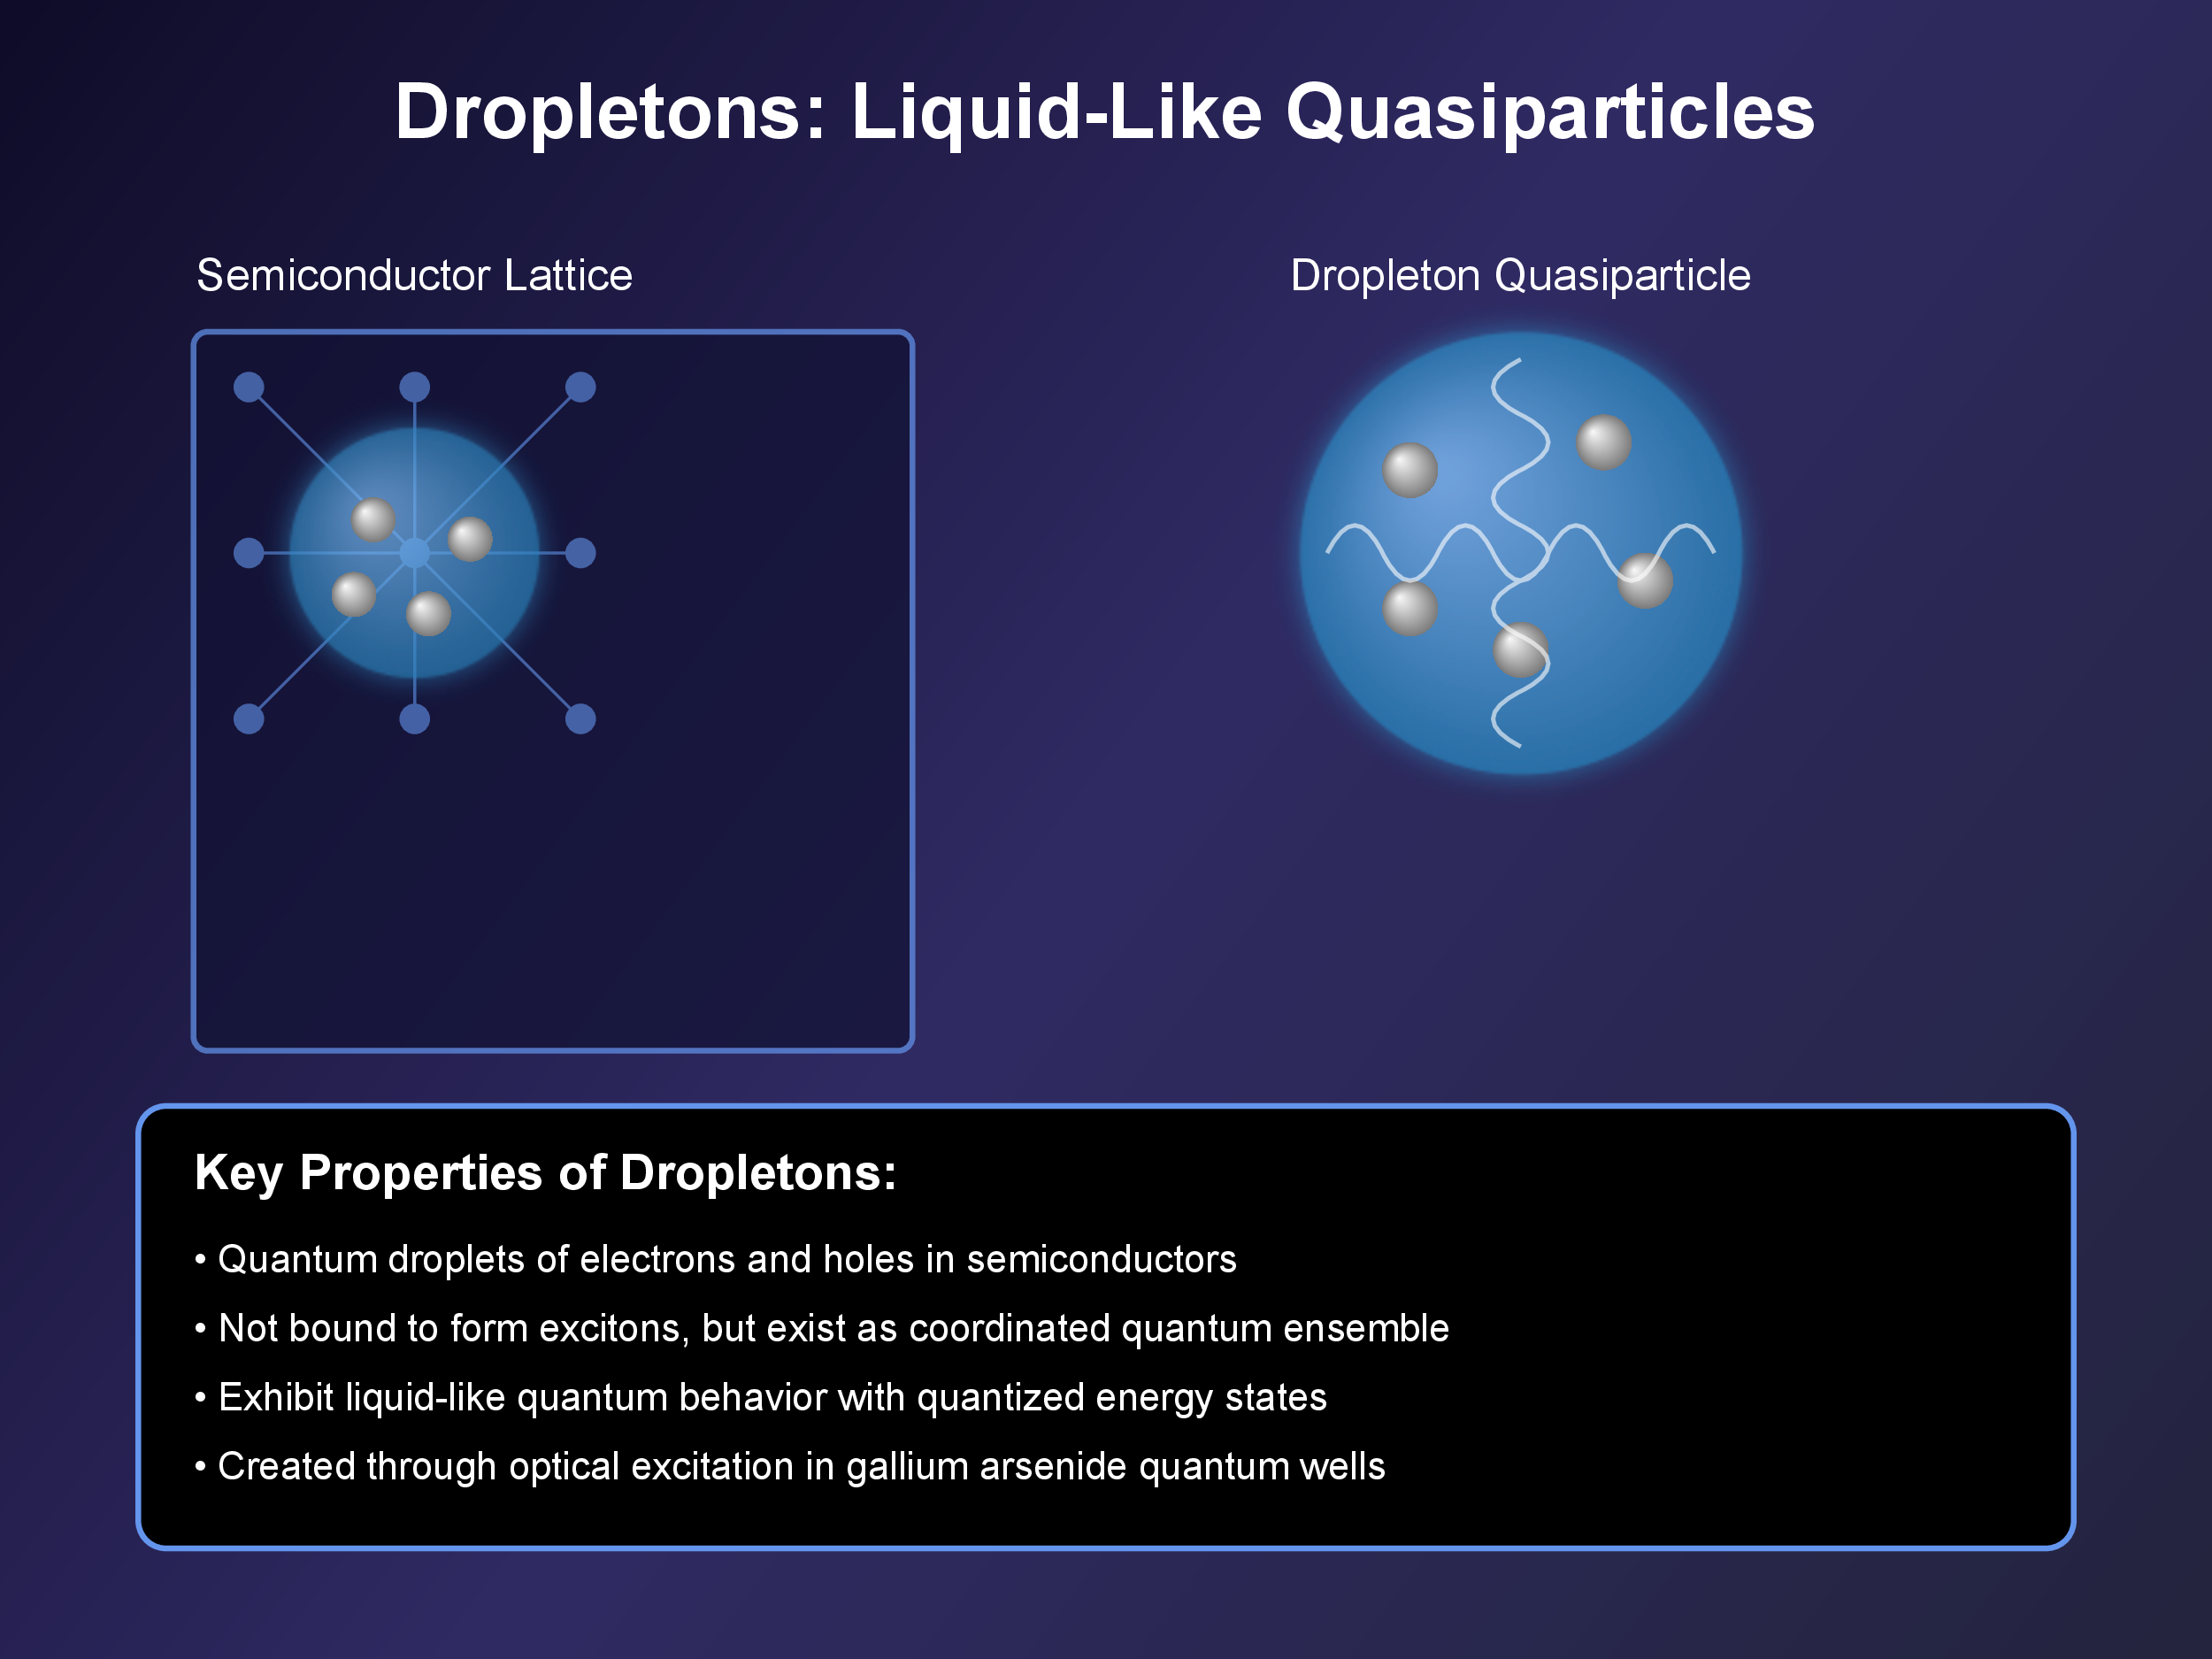 Dropletons: Liquid-Like Quasiparticles
Semiconductor Lattice
Dropleton Quasiparticle
Key Properties of Dropletons:
• Quantum droplets of electrons and holes in semiconductors
• Not bound to form excitons, but exist as coordinated quantum ensemble
• Exhibit liquid-like quantum behavior with quantized energy states
• Created through optical excitation in gallium arsenide quantum wells